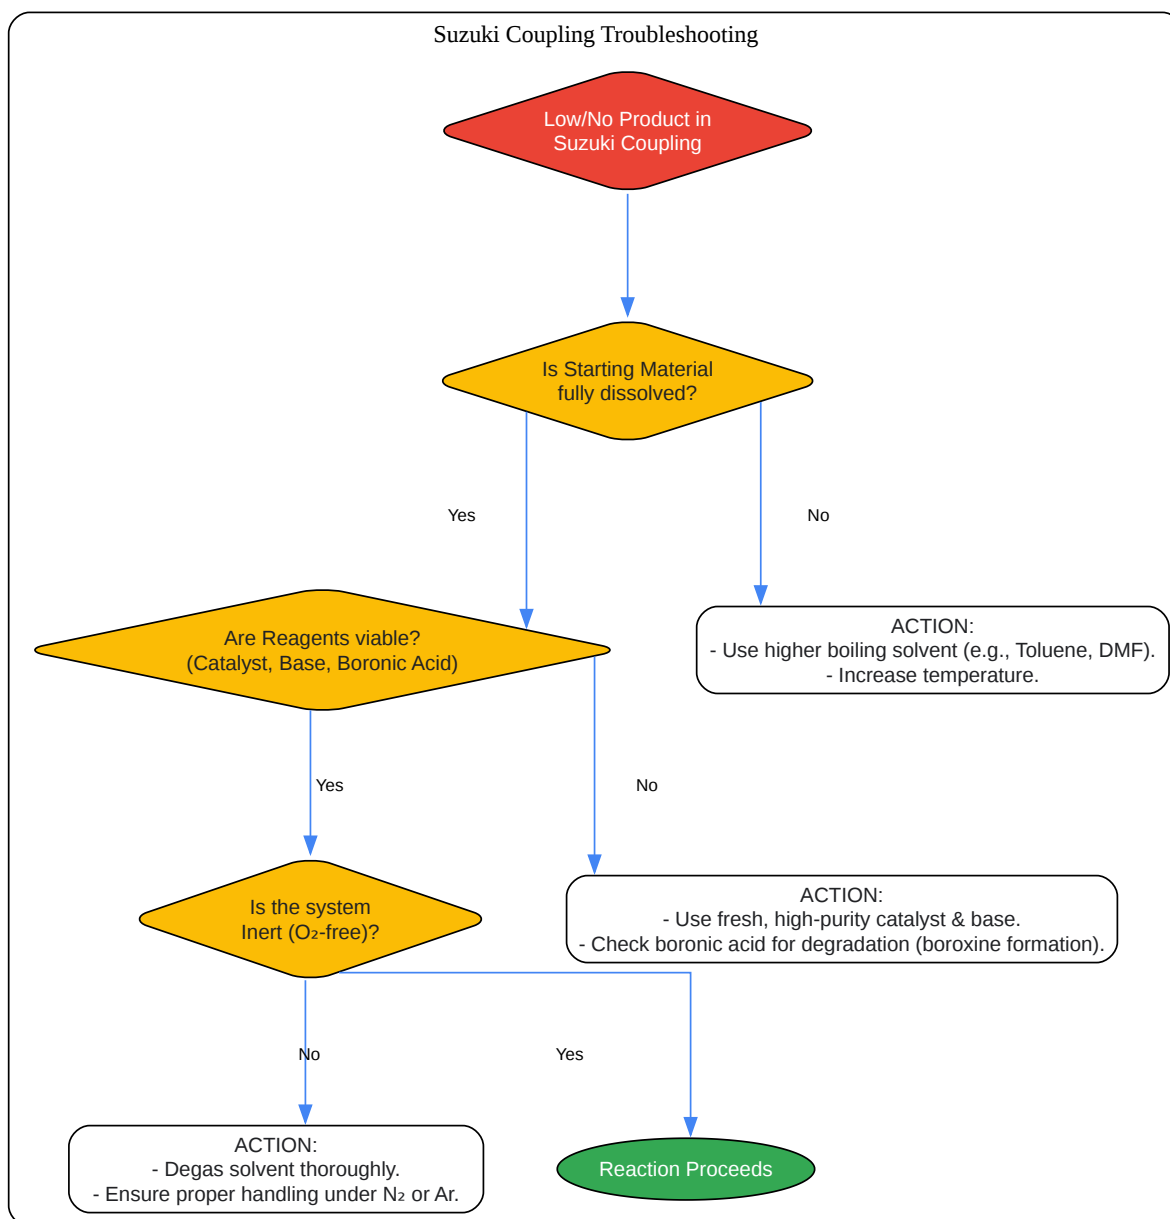 Suzuki Coupling Troubleshooting
Low/No Product in
Suzuki Coupling
Is Starting Material
fully dissolved?
Yes
No
Are Reagents viable?
(Catalyst, Base, Boronic Acid)
ACTION:
- Use higher boiling solvent (e.g., Toluene, DMF).
- Increase temperature.
Yes
No
Is the system
Inert (O₂-free)?
ACTION:
- Use fresh, high-purity catalyst & base.
- Check boronic acid for degradation (boroxine formation).
No
Yes
ACTION:
- Degas solvent thoroughly.
- Ensure proper handling under N₂ or Ar.
Reaction Proceeds